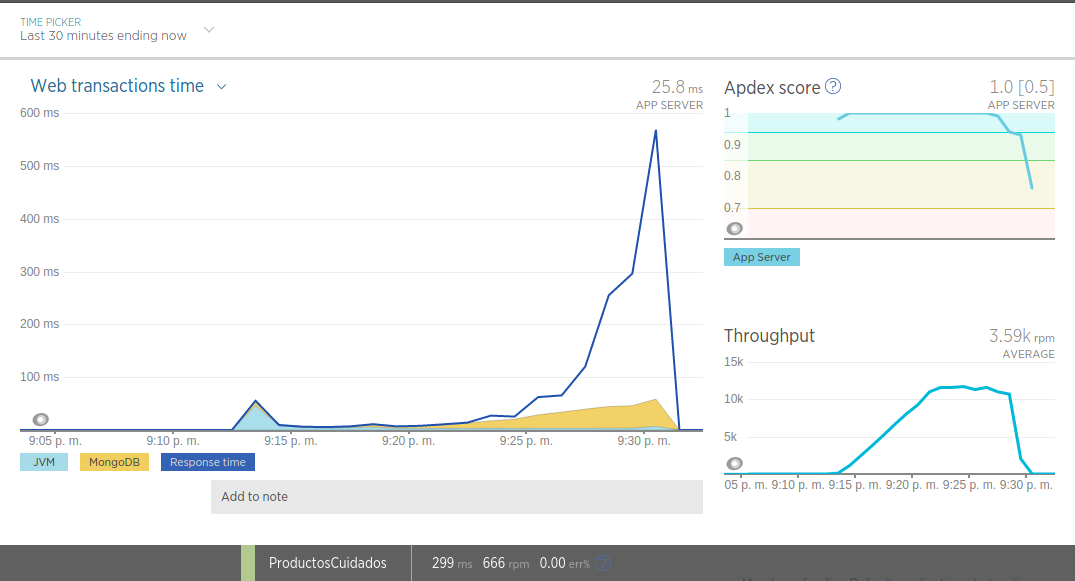 TIME PICKER
Last 30 minutes ending now
Web transactions time
25.8 ms
APP SERVER
600 ms
500 ms
400 ms
300 ms
200 ms
100 ms
9:05 p. m. 9:10 p. m. 9:15 p. m. 9:20 p. m. 9:25 p. m. 9:30 p. m.
JVM MongoDB Response time
Add to note
Apdex score ?
1.0 [0.5]
APP SERVER
1
0.9
0.8
0.7
App Server
Throughput
3.59k rpm
AVERAGE
15k
10k
5k
05 p. m. 9:10 p. m. 9:15 p. m. 9:20 p. m. 9:25 p. m. 9:30 p. m.
ProductosCuidados 299 ms 666 rpm 0.00 err% ?